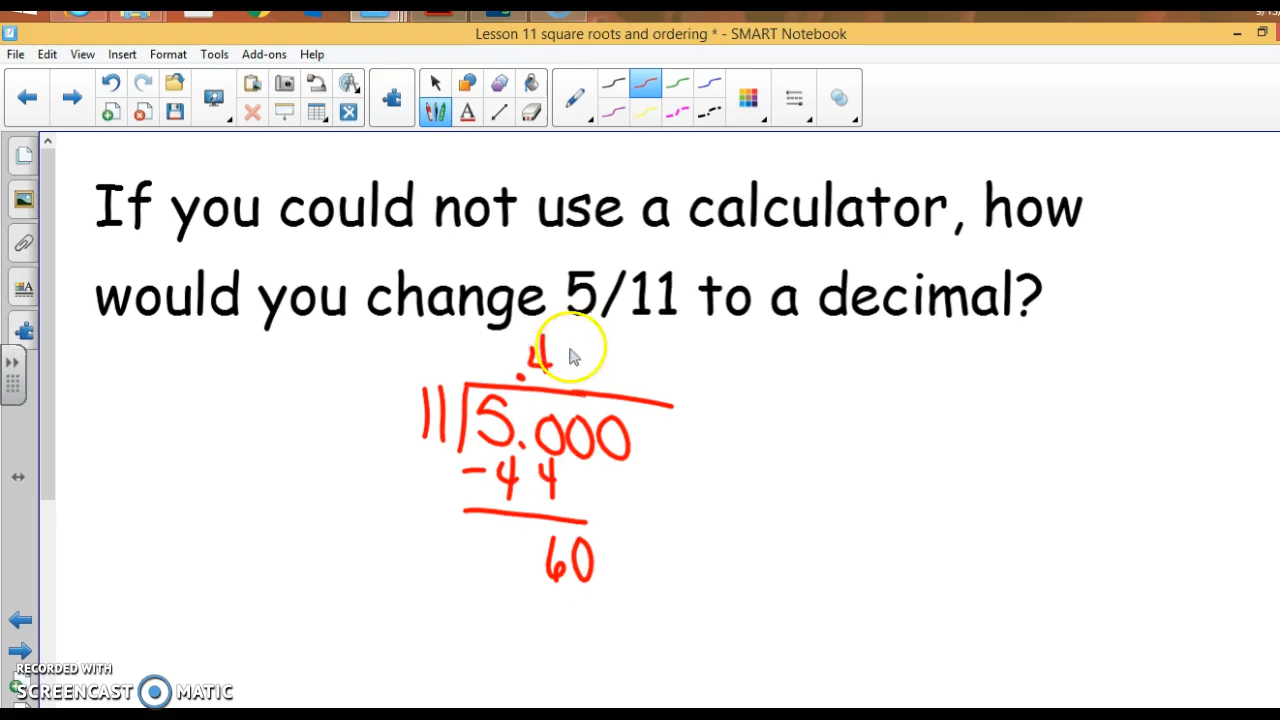 9/15
Lesson 11 square roots and ordering * - SMART Notebook
File Edit View Insert Format Tools Add-ons Help
If you could not use a calculator, how
would you change 5/11 to a decimal?
.4
11 5.000
-44
60
RECORDED WITH
SCREENCAST MATIC